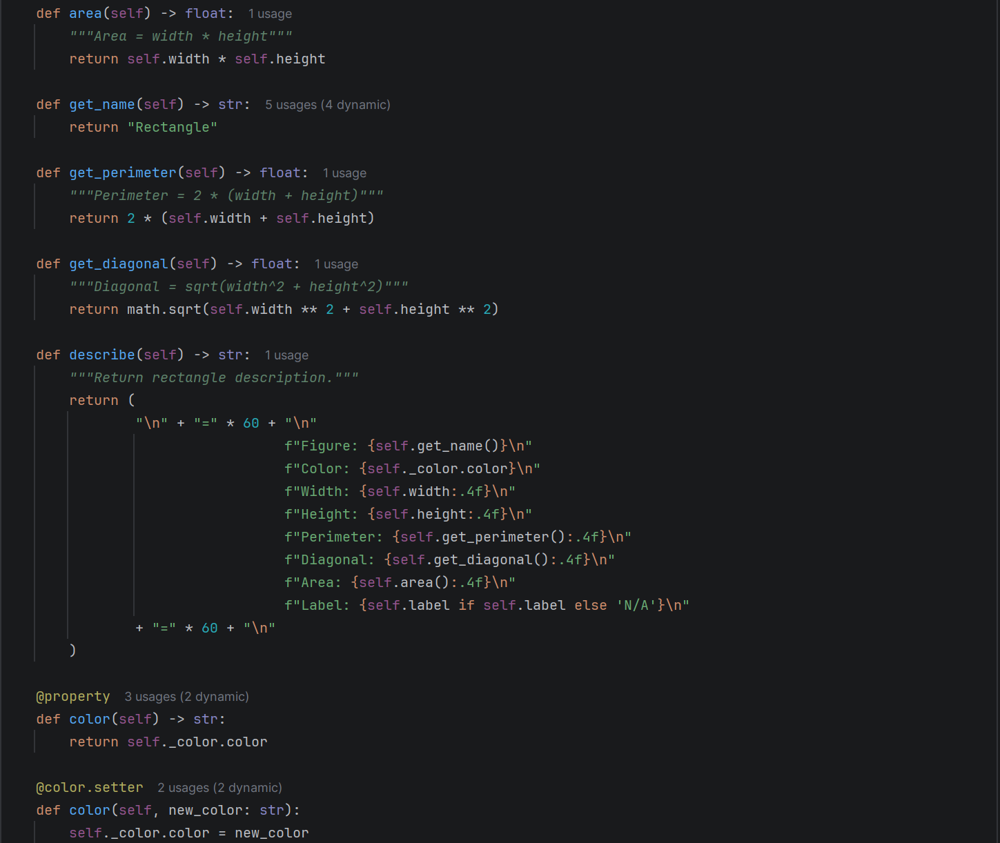 def area(self) -> float:  1 usage
    """Area = width * height"""
    return self.width * self.height

def get_name(self) -> str:  5 usages (4 dynamic)
    return "Rectangle"

def get_perimeter(self) -> float:  1 usage
    """Perimeter = 2 * (width + height)"""
    return 2 * (self.width + self.height)

def get_diagonal(self) -> float:  1 usage
    """Diagonal = sqrt(width^2 + height^2)"""
    return math.sqrt(self.width ** 2 + self.height ** 2)

def describe(self) -> str:  1 usage
    """Return rectangle description."""
    return (
            "\n" + "=" * 60 + "\n"
                              f"Figure: {self.get_name()}\n"
                              f"Color: {self._color.color}\n"
                              f"Width: {self.width:.4f}\n"
                              f"Height: {self.height:.4f}\n"
                              f"Perimeter: {self.get_perimeter():.4f}\n"
                              f"Diagonal: {self.get_diagonal():.4f}\n"
                              f"Area: {self.area():.4f}\n"
                              f"Label: {self.label if self.label else 'N/A'}\n"
            + "=" * 60 + "\n"
    )

@property  3 usages (2 dynamic)
def color(self) -> str:
    return self._color.color

@color.setter  2 usages (2 dynamic)
def color(self, new_color: str):
    self._color.color = new_color